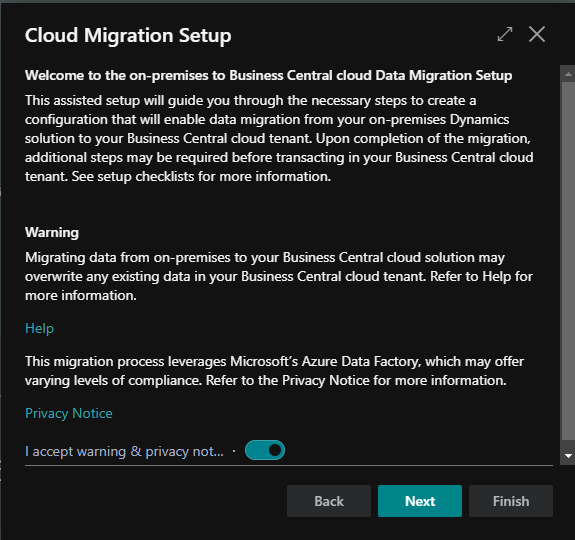 Cloud Migration Setup
Welcome to the on-premises to Business Central cloud Data Migration Setup
This assisted setup will guide you through the necessary steps to create a
configuration that will enable data migration from your on-premises Dynamics
solution to your Business Central cloud tenant. Upon completion of the migration,
additional steps may be required before transacting in your Business Central cloud
tenant. See setup checklists for more information.
Warning
Migrating data from on-premises to your Business Central cloud solution may
overwrite any existing data in your Business Central cloud tenant. Refer to Help for
more information.
Help
This migration process leverages Microsoft's Azure Data Factory, which may offer
varying levels of compliance. Refer to the Privacy Notice for more information.
Privacy Notice
I accept warning & privacy not... ·
Back Next Finish